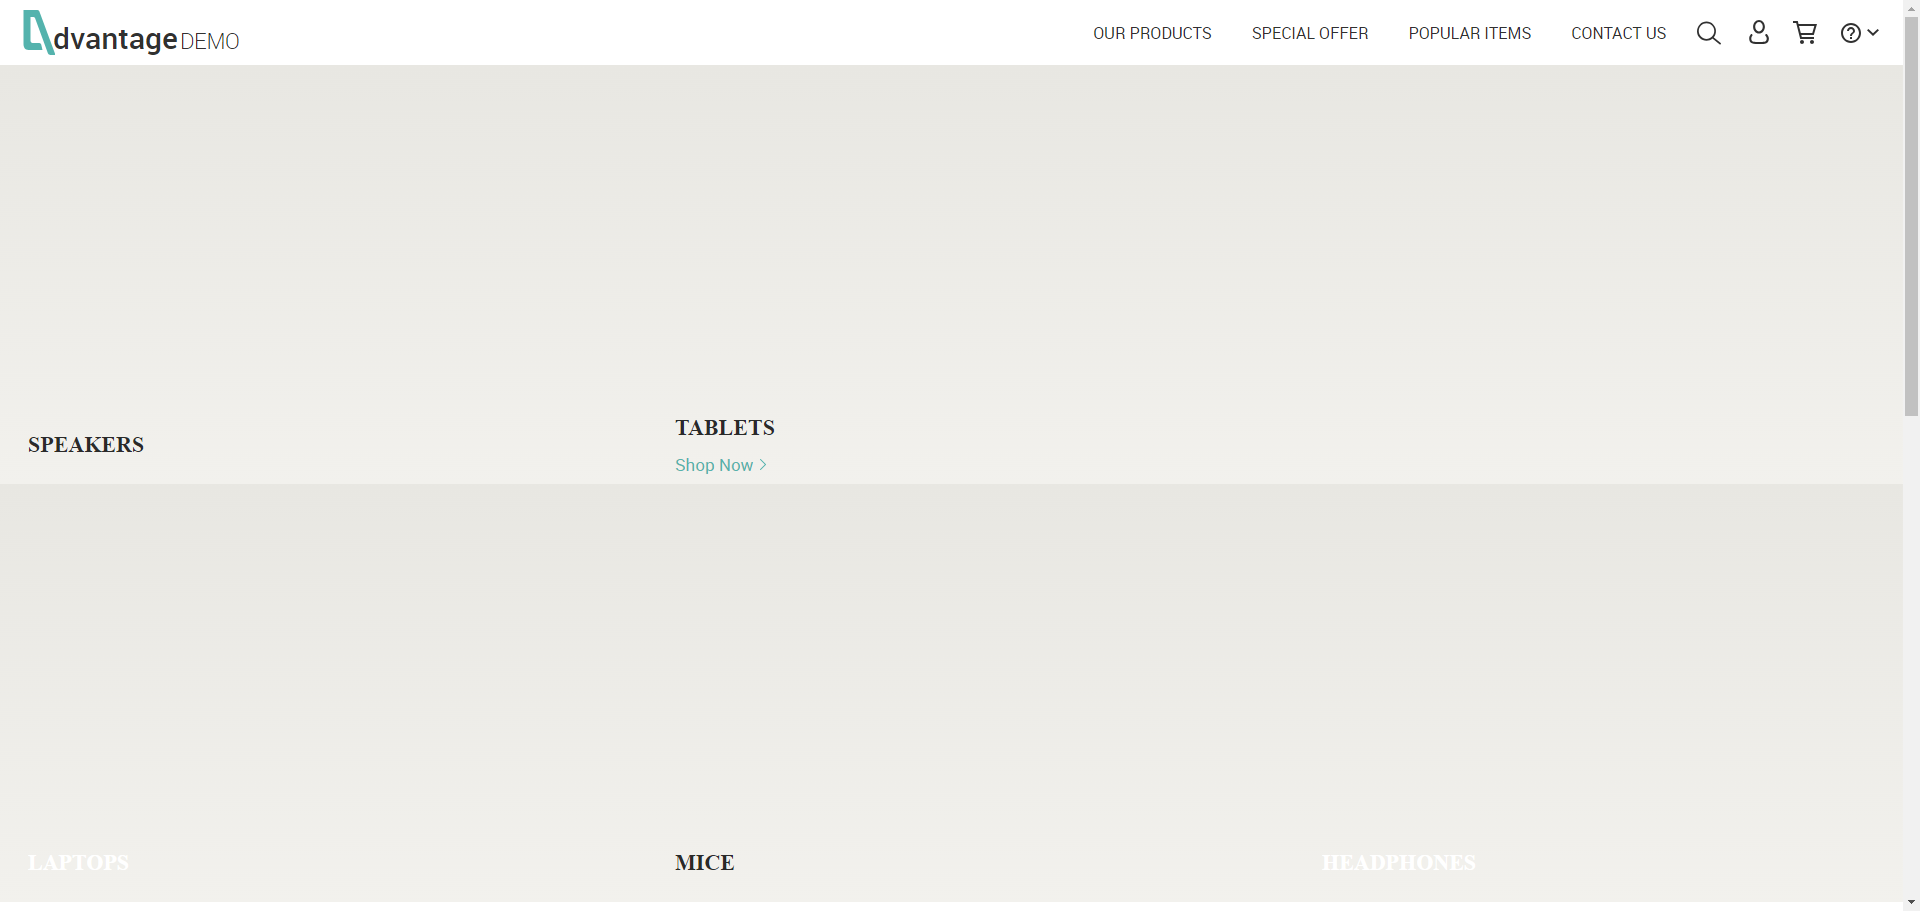 dvantage DEMO
OUR PRODUCTS SPECIAL OFFER POPULAR ITEMS CONTACT US
SPEAKERS
TABLETS
Shop Now
LAPTOPS
MICE
HEADPHONES